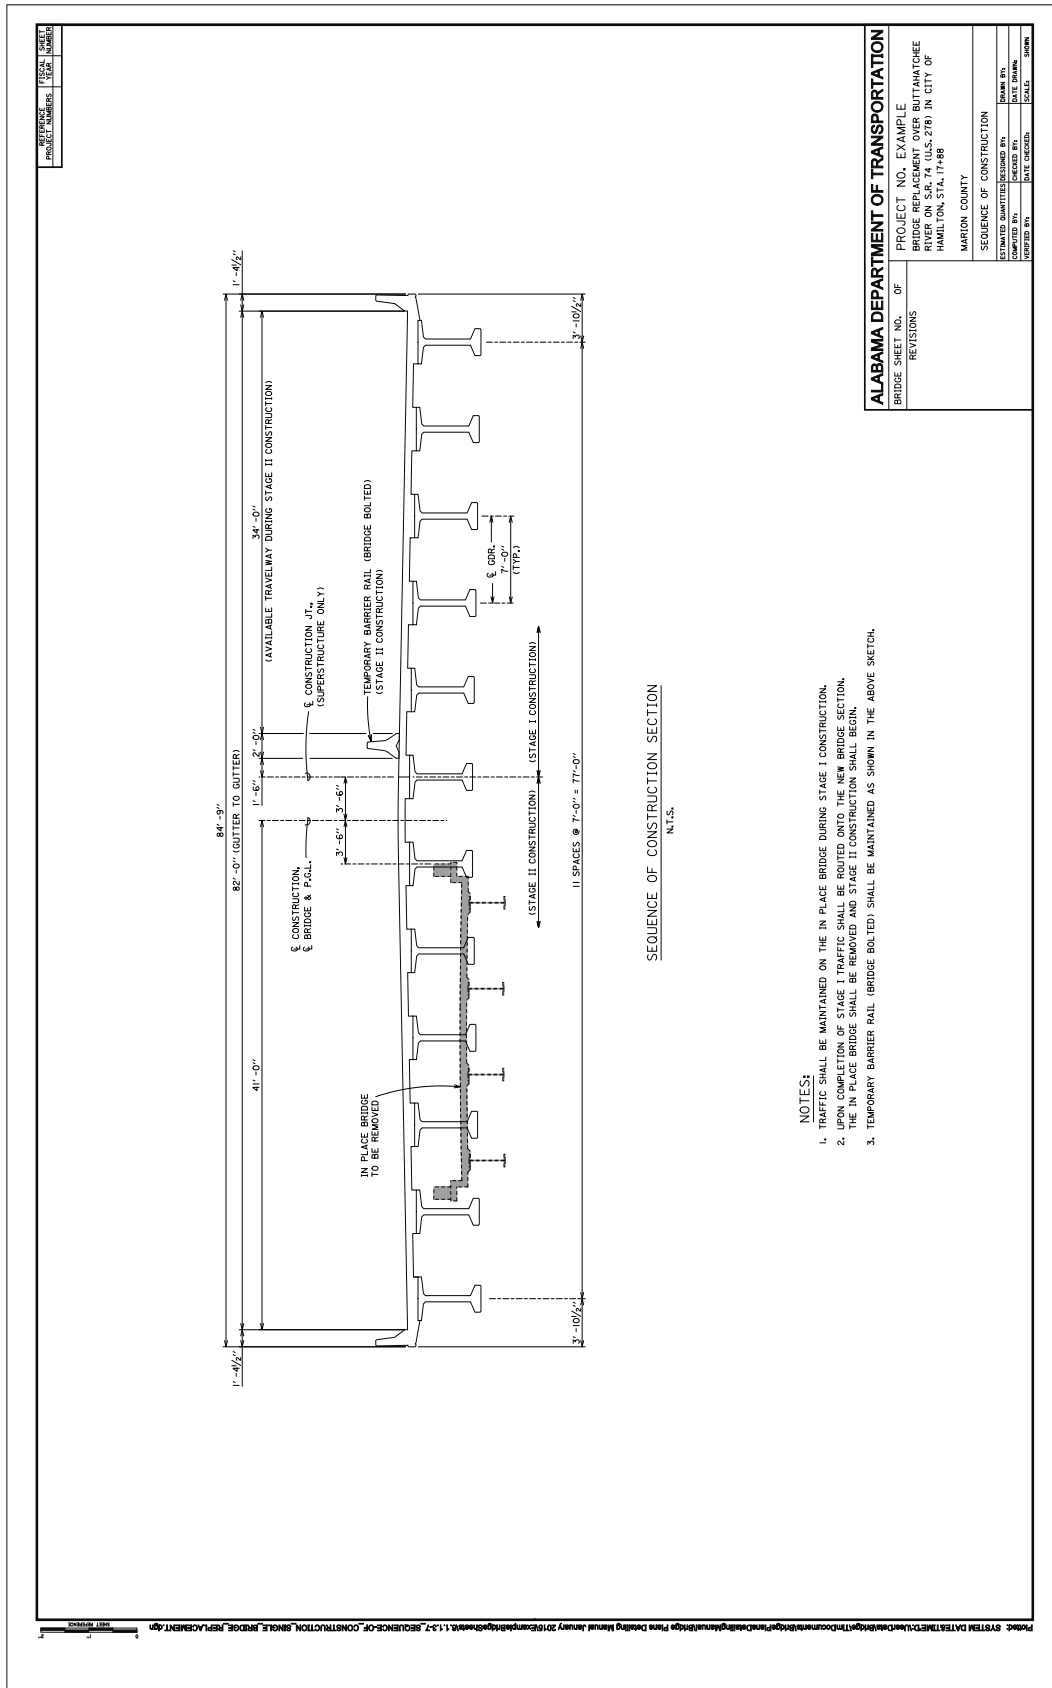 REFERENCE
PROJECT NUMBERS
FISCAL
YEAR
SHEET
NUMBER
84'-9"
82'-0" (GUTTER TO GUTTER)
1'-4½"
1'-4½"
41'-0"
1'-6"
2'-0"
34'-0"
(AVAILABLE TRAVELWAY DURING STAGE II CONSTRUCTION)
℄ CONSTRUCTION,
℄ BRIDGE & P.G.L.
℄ CONSTRUCTION JT.,
(SUPERSTRUCTURE ONLY)
3'-6"
3'-6"
TEMPORARY BARRIER RAIL (BRIDGE BOLTED)
(STAGE II CONSTRUCTION)
IN PLACE BRIDGE
TO BE REMOVED
℄ GDR.
7'-0"
(TYP.)
(STAGE II CONSTRUCTION)
(STAGE I CONSTRUCTION)
3'-10½"
11 SPACES @ 7'-0" = 77'-0"
3'-10½"
SEQUENCE OF CONSTRUCTION SECTION
N.T.S.
NOTES:
1. TRAFFIC SHALL BE MAINTAINED ON THE IN PLACE BRIDGE DURING STAGE I CONSTRUCTION.
2. UPON COMPLETION OF STAGE I TRAFFIC SHALL BE ROUTED ONTO THE NEW BRIDGE SECTION.
THE IN PLACE BRIDGE SHALL BE REMOVED AND STAGE II CONSTRUCTION SHALL BEGIN.
3. TEMPORARY BARRIER RAIL (BRIDGE BOLTED) SHALL BE MAINTAINED AS SHOWN IN THE ABOVE SKETCH.
ALABAMA DEPARTMENT OF TRANSPORTATION
BRIDGE SHEET NO. OF
REVISIONS
PROJECT NO. EXAMPLE
BRIDGE REPLACEMENT OVER BUTTAHATCHEE
RIVER ON S.R. 74 (U.S. 278) IN CITY OF
HAMILTON, STA. 17+88
MARION COUNTY
SEQUENCE OF CONSTRUCTION
ESTIMATED QUANTITIES DESIGNED BY: DRAWN BY:
COMPUTED BY: CHECKED BY: DATE DRAWN:
VERIFIED BY: DATE CHECKED: SCALE: SHOWN
SHEET REFERENCE